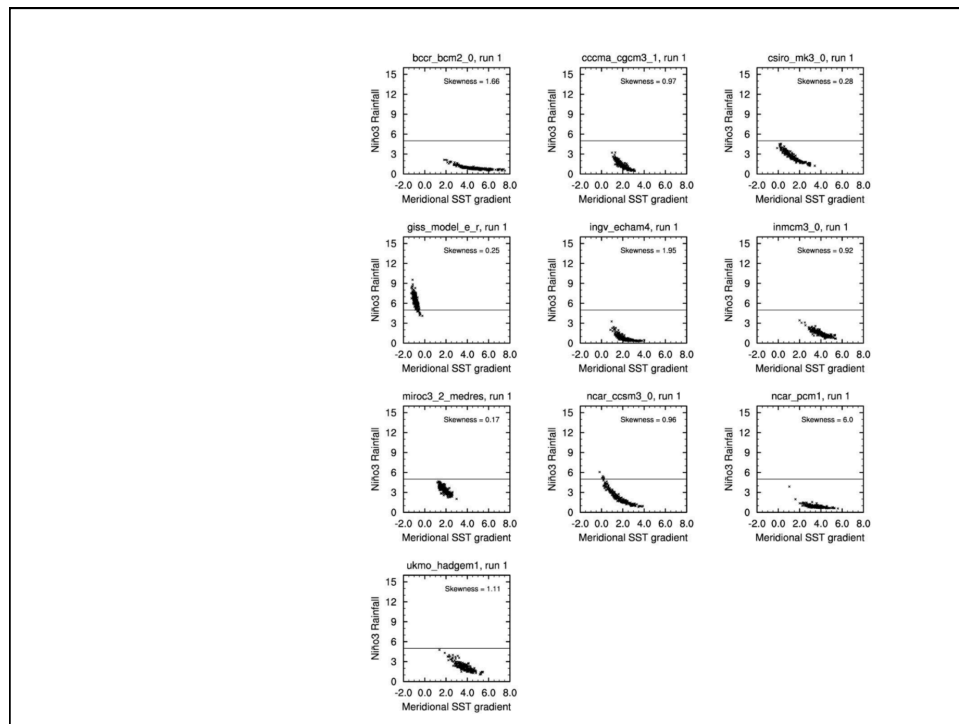 bccr_bcm2_0, run 1
Skewness = 1.66
Niño3 Rainfall
15
12
9
6
3
0
-2.0 0.0 2.0 4.0 6.0 8.0
Meridional SST gradient
cccma_cgcm3_1, run 1
Skewness = 0.97
Niño3 Rainfall
15
12
9
6
3
0
-2.0 0.0 2.0 4.0 6.0 8.0
Meridional SST gradient
csiro_mk3_0, run 1
Skewness = 0.28
Niño3 Rainfall
15
12
9
6
3
0
-2.0 0.0 2.0 4.0 6.0 8.0
Meridional SST gradient
giss_model_e_r, run 1
Skewness = 0.25
Niño3 Rainfall
15
12
9
6
3
0
-2.0 0.0 2.0 4.0 6.0 8.0
Meridional SST gradient
ingv_echam4, run 1
Skewness = 1.95
Niño3 Rainfall
15
12
9
6
3
0
-2.0 0.0 2.0 4.0 6.0 8.0
Meridional SST gradient
inmcm3_0, run 1
Skewness = 0.92
Niño3 Rainfall
15
12
9
6
3
0
-2.0 0.0 2.0 4.0 6.0 8.0
Meridional SST gradient
miroc3_2_medres, run 1
Skewness = 0.17
Niño3 Rainfall
15
12
9
6
3
0
-2.0 0.0 2.0 4.0 6.0 8.0
Meridional SST gradient
ncar_ccsm3_0, run 1
Skewness = 0.96
Niño3 Rainfall
15
12
9
6
3
0
-2.0 0.0 2.0 4.0 6.0 8.0
Meridional SST gradient
ncar_pcm1, run 1
Skewness = 6.0
Niño3 Rainfall
15
12
9
6
3
0
-2.0 0.0 2.0 4.0 6.0 8.0
Meridional SST gradient
ukmo_hadgem1, run 1
Skewness = 1.11
Niño3 Rainfall
15
12
9
6
3
0
-2.0 0.0 2.0 4.0 6.0 8.0
Meridional SST gradient